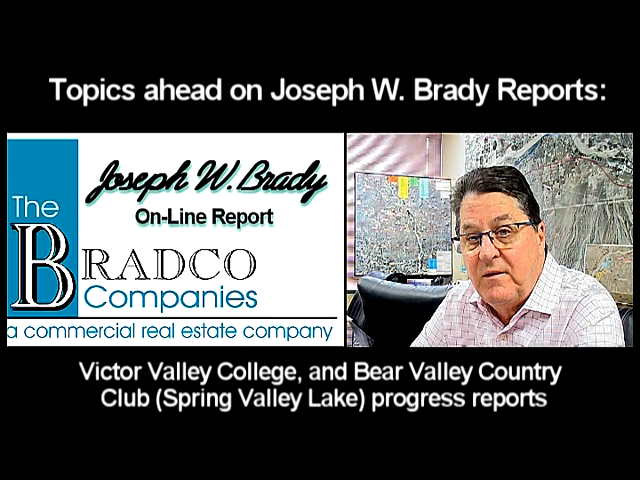 Topics ahead on Joseph W. Brady Reports:
Joseph W. Brady
On-Line Report
The
BRADCO
Companies
a commercial real estate company
Victor Valley College, and Bear Valley Country
Club (Spring Valley Lake) progress reports